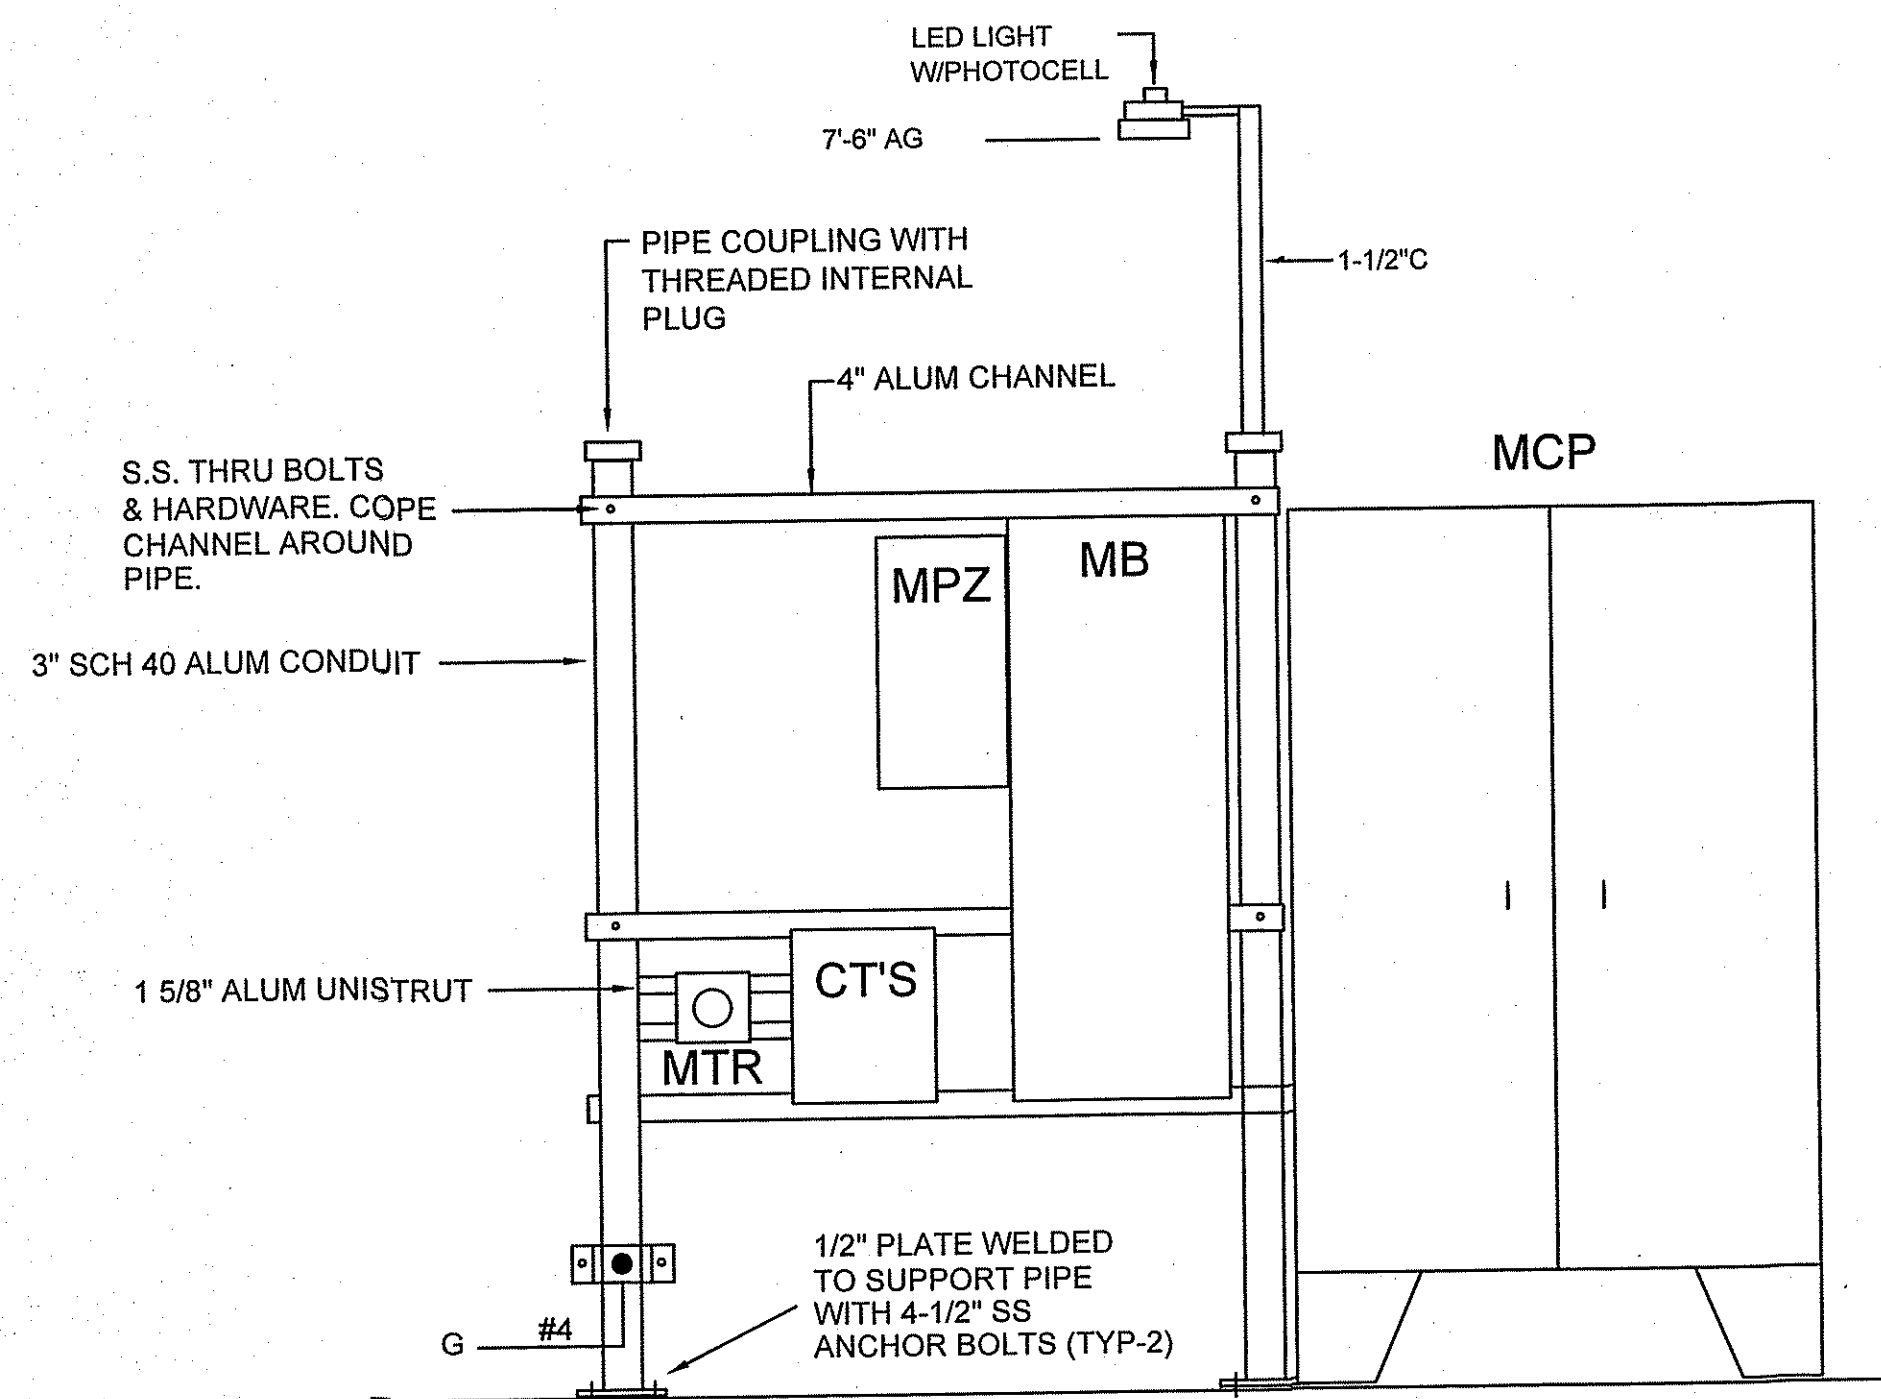 LED LIGHT
W/PHOTOCELL
7'-6" AG
PIPE COUPLING WITH
THREADED INTERNAL
PLUG
1-1/2"C
4" ALUM CHANNEL
S.S. THRU BOLTS
& HARDWARE. COPE
CHANNEL AROUND
PIPE.
MCP
MPZ
MB
3" SCH 40 ALUM CONDUIT
1 5/8" ALUM UNISTRUT
CT'S
MTR
1/2" PLATE WELDED
TO SUPPORT PIPE
WITH 4-1/2" SS
ANCHOR BOLTS (TYP-2)
#4
G